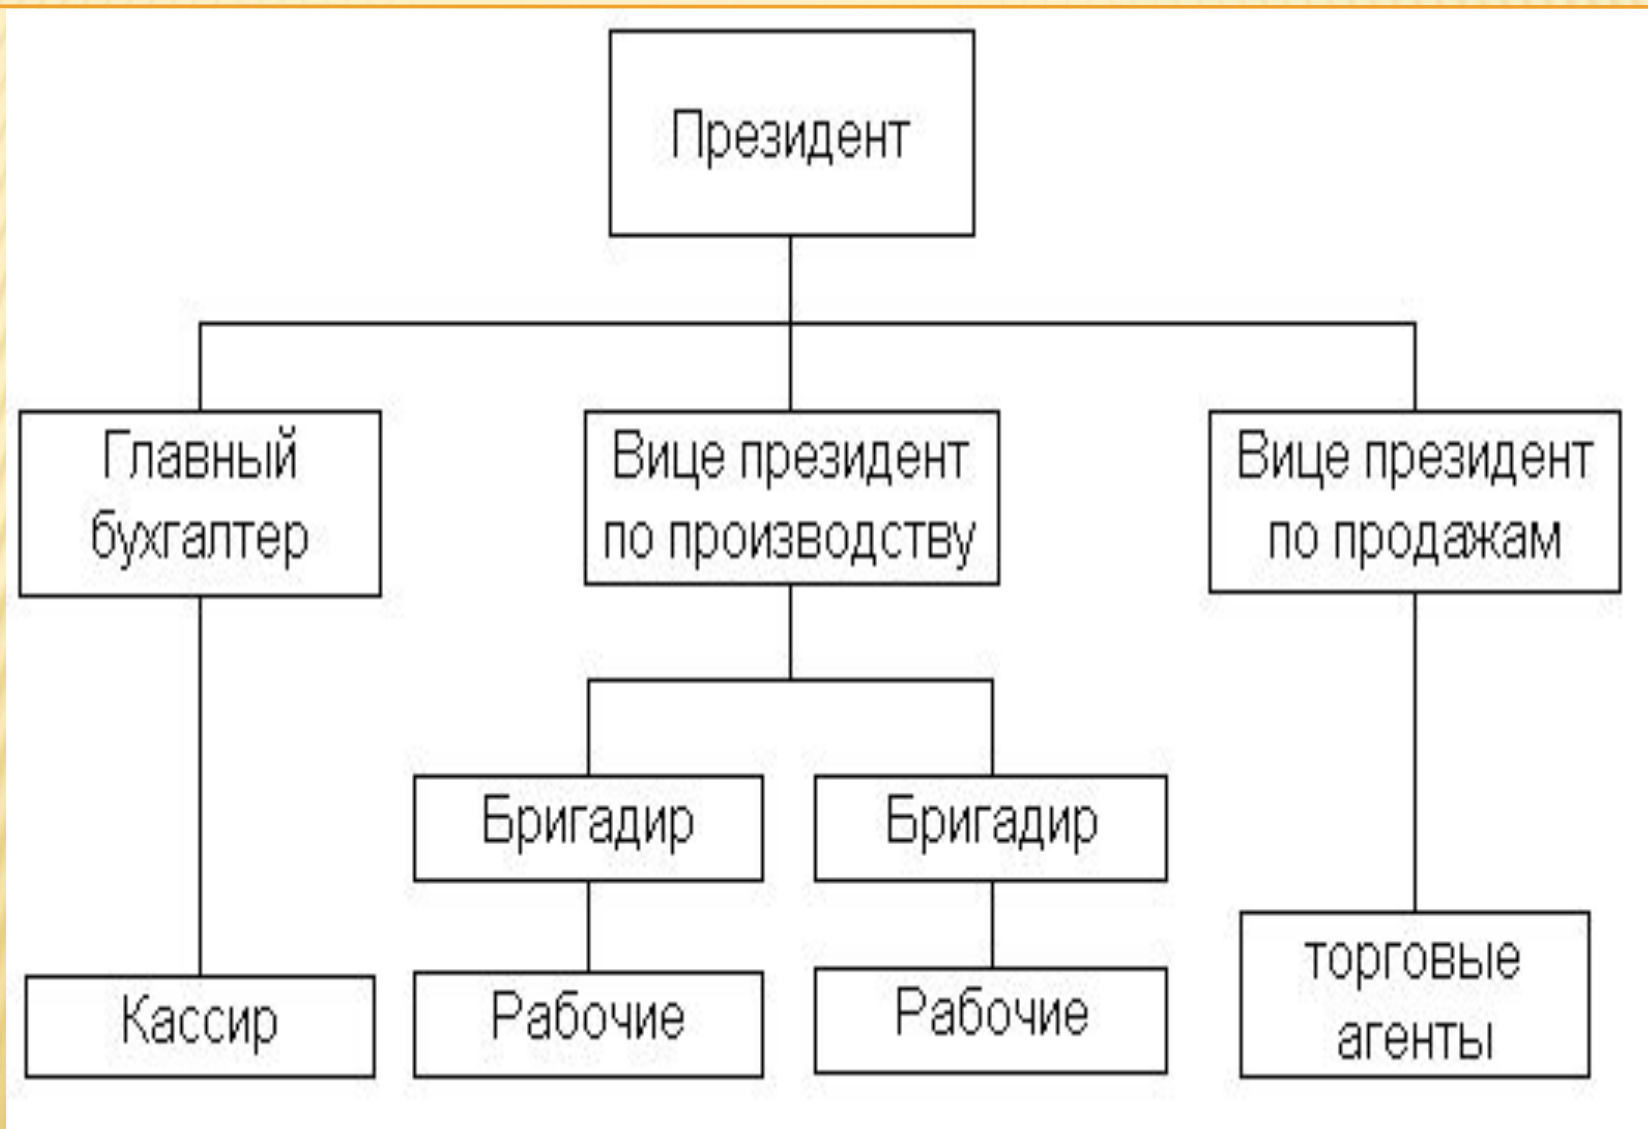 Президент
Главный
бухгалтер
Вице президент
по производству
Вице президент
по продажам
Бригадир
Бригадир
Кассир
Рабочие
Рабочие
торговые
агенты